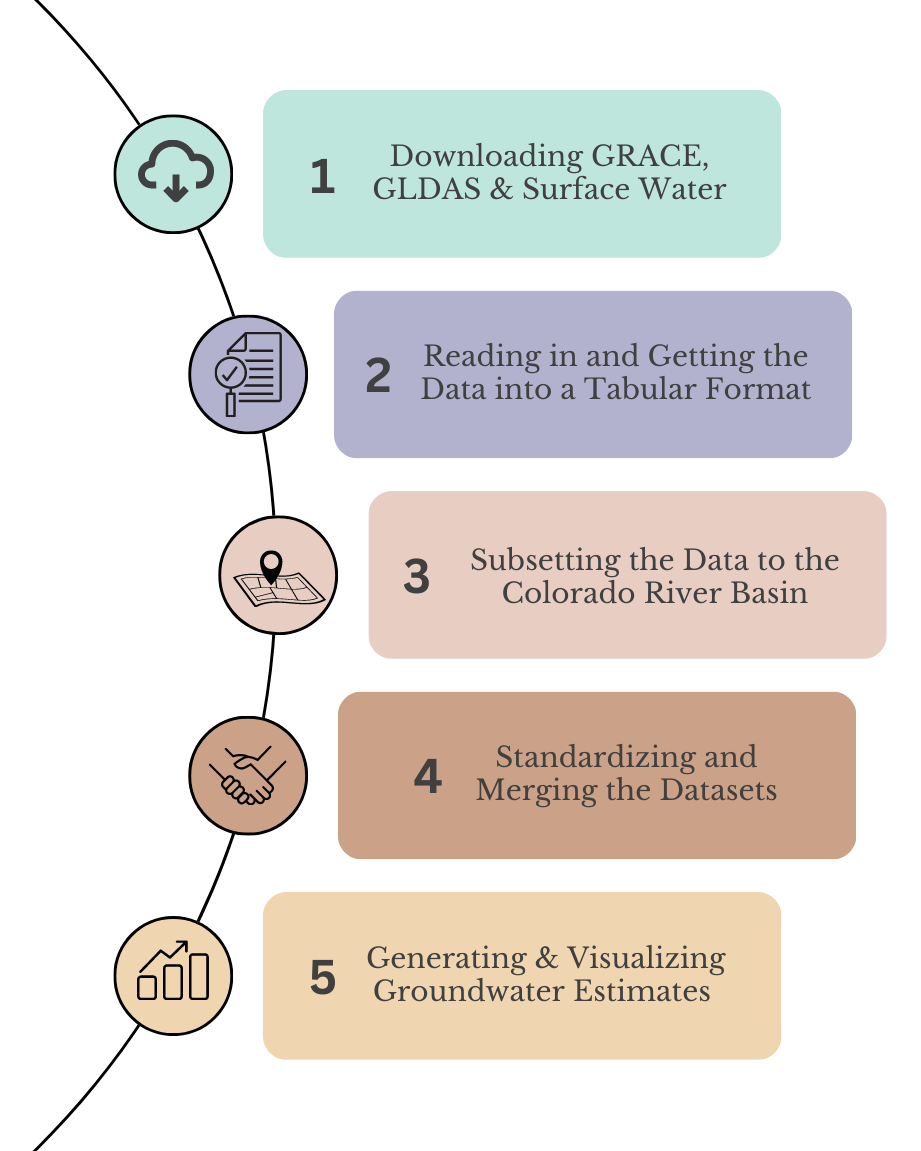 1
Downloading GRACE,
GLDAS & Surface Water
2
Reading in and Getting the
Data into a Tabular Format
3
Subsetting the Data to the
Colorado River Basin
4
Standardizing and
Merging the Datasets
5
Generating & Visualizing
Groundwater Estimates